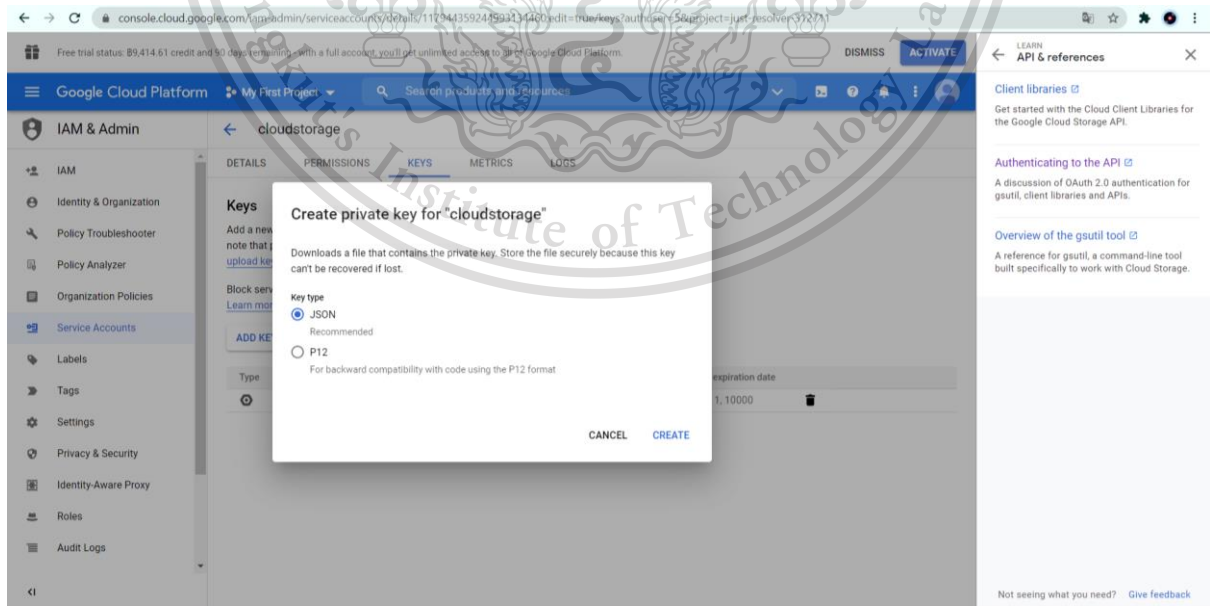 console.cloud.google.com/iam-admin/serviceaccounts/details/117944359244993134460;edit=true/keys?authuser=5&project=just-resolver-312711
Free trial status: ฿9,414.61 credit and 90 days remaining - with a full account, you'll get unlimited access to all of Google Cloud Platform.
DISMISS
ACTIVATE
Google Cloud Platform
My First Project
Search products and resources
IAM & Admin
IAM
Identity & Organization
Policy Troubleshooter
Policy Analyzer
Organization Policies
Service Accounts
Labels
Tags
Settings
Privacy & Security
Identity-Aware Proxy
Roles
Audit Logs
cloudstorage
DETAILS
PERMISSIONS
KEYS
METRICS
LOGS
Keys
Add a new
note that
upload
Block
Learn
ADD
Type
expiration date
1, 10000
Create private key for "cloudstorage"
Downloads a file that contains the private key. Store the file securely because this key
can't be recovered if lost.
Key type
JSON
Recommended
P12
For backward compatibility with code using the P12 format
CANCEL
CREATE
LEARN
API & references
Client libraries
Get started with the Cloud Client Libraries for
the Google Cloud Storage API.
Authenticating to the API
A discussion of OAuth 2.0 authentication for
gsutil, client libraries and APIs.
Overview of the gsutil tool
A reference for gsutil, a command-line tool
built specifically to work with Cloud Storage.
Not seeing what you need? Give feedback
Institute of Technology